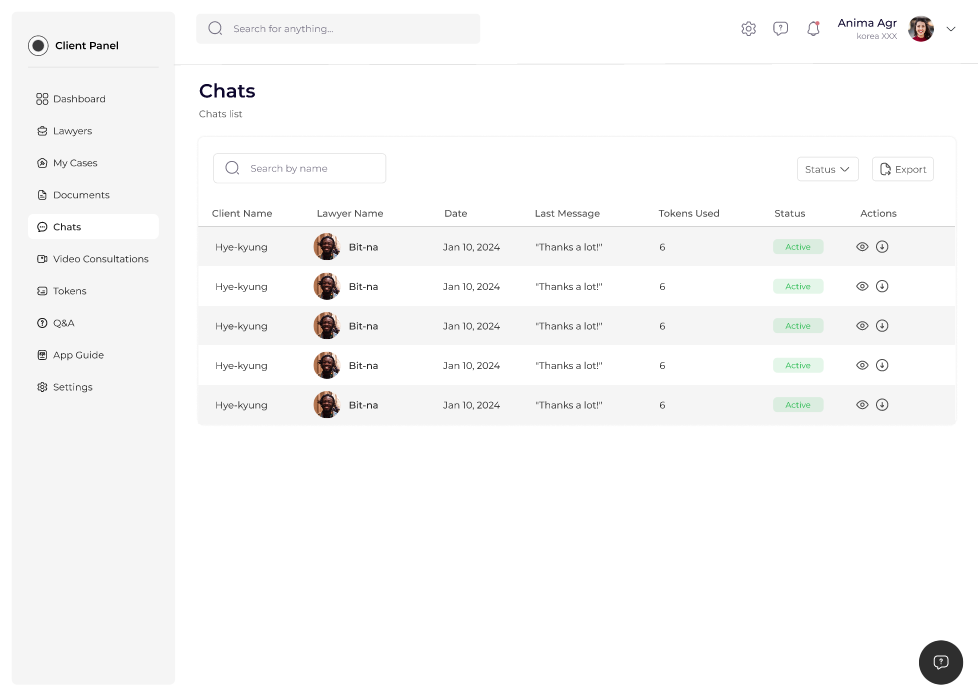 Client Panel
Dashboard
Lawyers
My Cases
Documents
Chats
Video Consultations
Tokens
Q&A
App Guide
Settings
Search for anything...
Anima Agr
korea XXX
Chats
Chats list
Search by name
Status
Export
Client Name Lawyer Name Date Last Message Tokens Used Status Actions
Hye-kyung Bit-na Jan 10, 2024 "Thanks a lot!" 6 Active
Hye-kyung Bit-na Jan 10, 2024 "Thanks a lot!" 6 Active
Hye-kyung Bit-na Jan 10, 2024 "Thanks a lot!" 6 Active
Hye-kyung Bit-na Jan 10, 2024 "Thanks a lot!" 6 Active
Hye-kyung Bit-na Jan 10, 2024 "Thanks a lot!" 6 Active